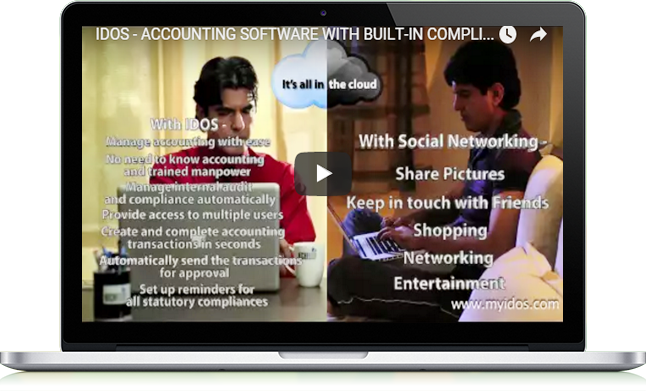 IDOS - ACCOUNTING SOFTWARE WITH BUILT-IN COMPLI...
It's all in the cloud
With IDOS -
Manage accounting with ease
No need to know accounting
and trained manpower
Manage internal audit
and compliance automatically
Provide access to multiple users
Create and complete accounting
transactions in seconds
Automatically send the transactions
for approval
Set up reminders for
all statutory compliances
With Social Networking -
Share Pictures
Keep in touch with Friends
Shopping
Networking
Entertainment
www.myidos.com